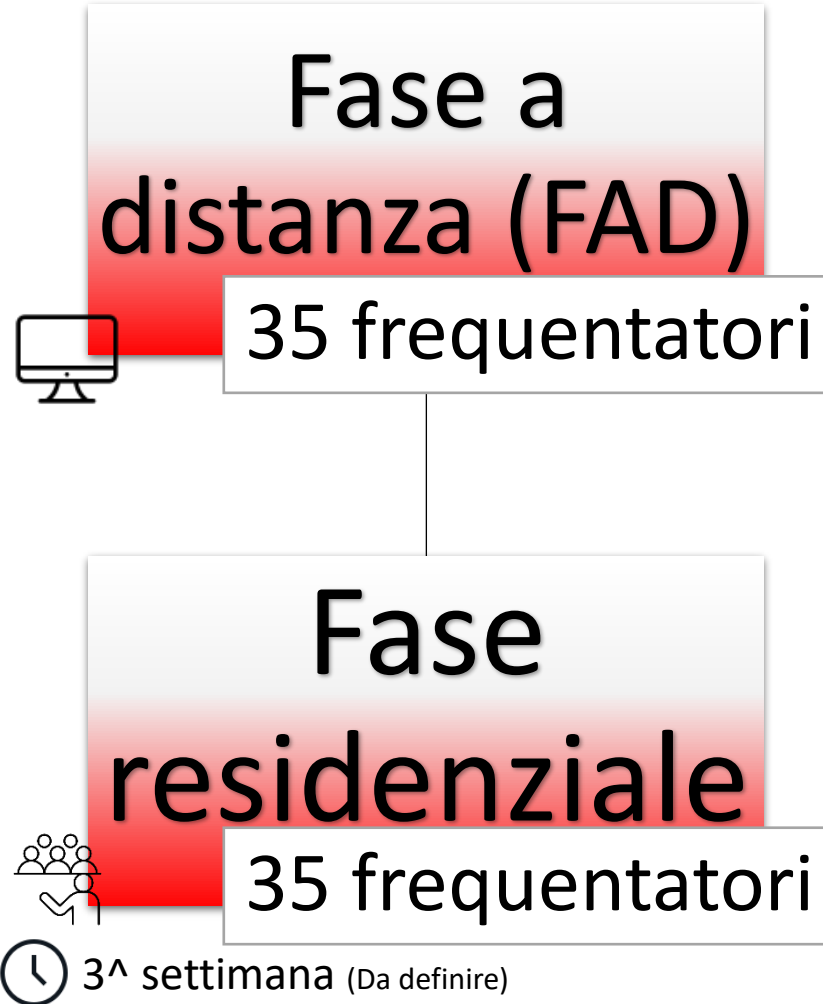 Fase a
distanza (FAD)
35 frequentatori
Fase
residenziale
35 frequentatori
3^ settimana (Da definire)